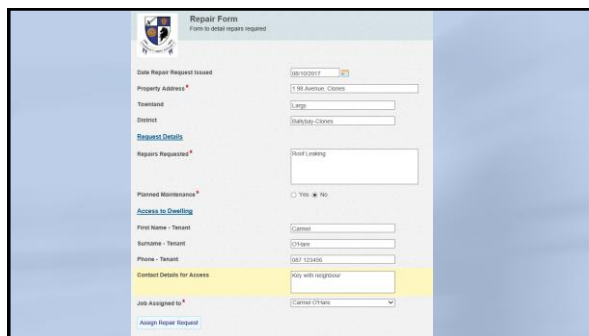 Repair Form
Form to detail repairs required
Date Repair Request Issued
08/10/2017
Property Address *
1 98 Avenue, Clones
Townland
Largy
District
Ballybay-Clones
Request Details
Repairs Requested *
Roof Leaking
Planned Maintenance *
Yes No
Access to Dwelling
First Name - Tenant
Carmel
Surname - Tenant
O'Hare
Phone - Tenant
087 123456
Contact Details for Access
Key with neighbour
Job Assigned to *
Carmel O'Hare
Assign Repair Request